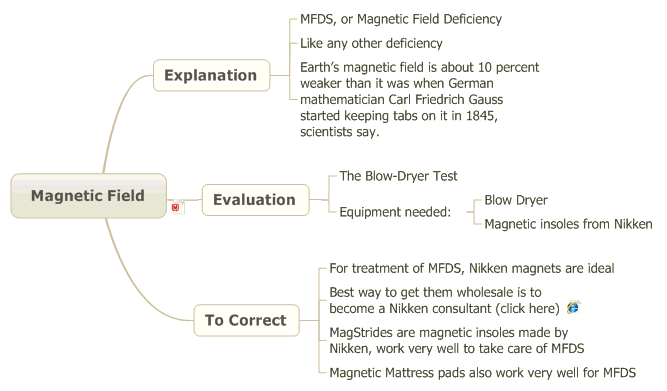 MFDS, or Magnetic Field Deficiency
Like any other deficiency
Explanation
Earth's magnetic field is about 10 percent
weaker than it was when German
mathematician Carl Friedrich Gauss
started keeping tabs on it in 1845,
scientists say.
Magnetic Field
Evaluation
The Blow-Dryer Test
Equipment needed:
Blow Dryer
Magnetic insoles from Nikken
To Correct
For treatment of MFDS, Nikken magnets are ideal
Best way to get them wholesale is to
become a Nikken consultant (click here)
MagStrides are magnetic insoles made by
Nikken, work very well to take care of MFDS
Magnetic Mattress pads also work very well for MFDS